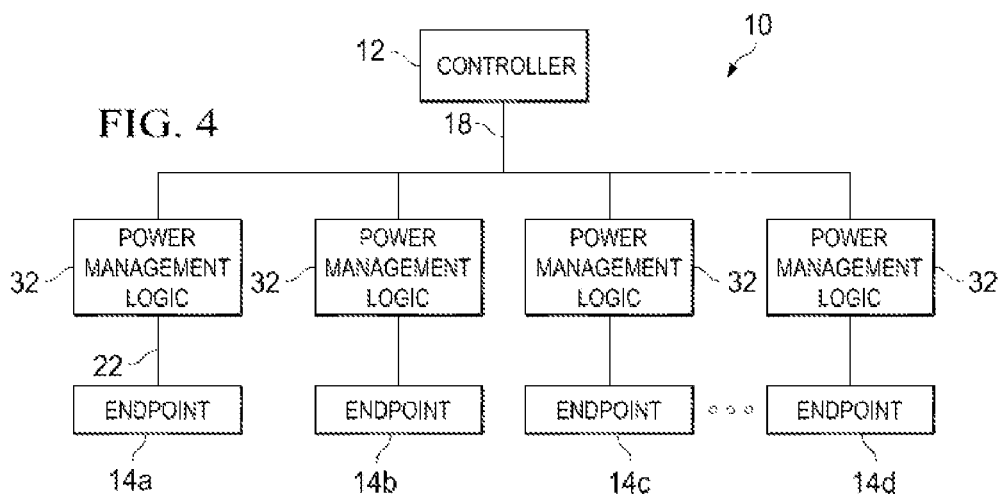 10
12
CONTROLLER
FIG. 4
18
POWER MANAGEMENT LOGIC
POWER MANAGEMENT LOGIC
POWER MANAGEMENT LOGIC
POWER MANAGEMENT LOGIC
32
32
32
32
22
ENDPOINT
ENDPOINT
ENDPOINT
ENDPOINT
14a
14b
14c
14d